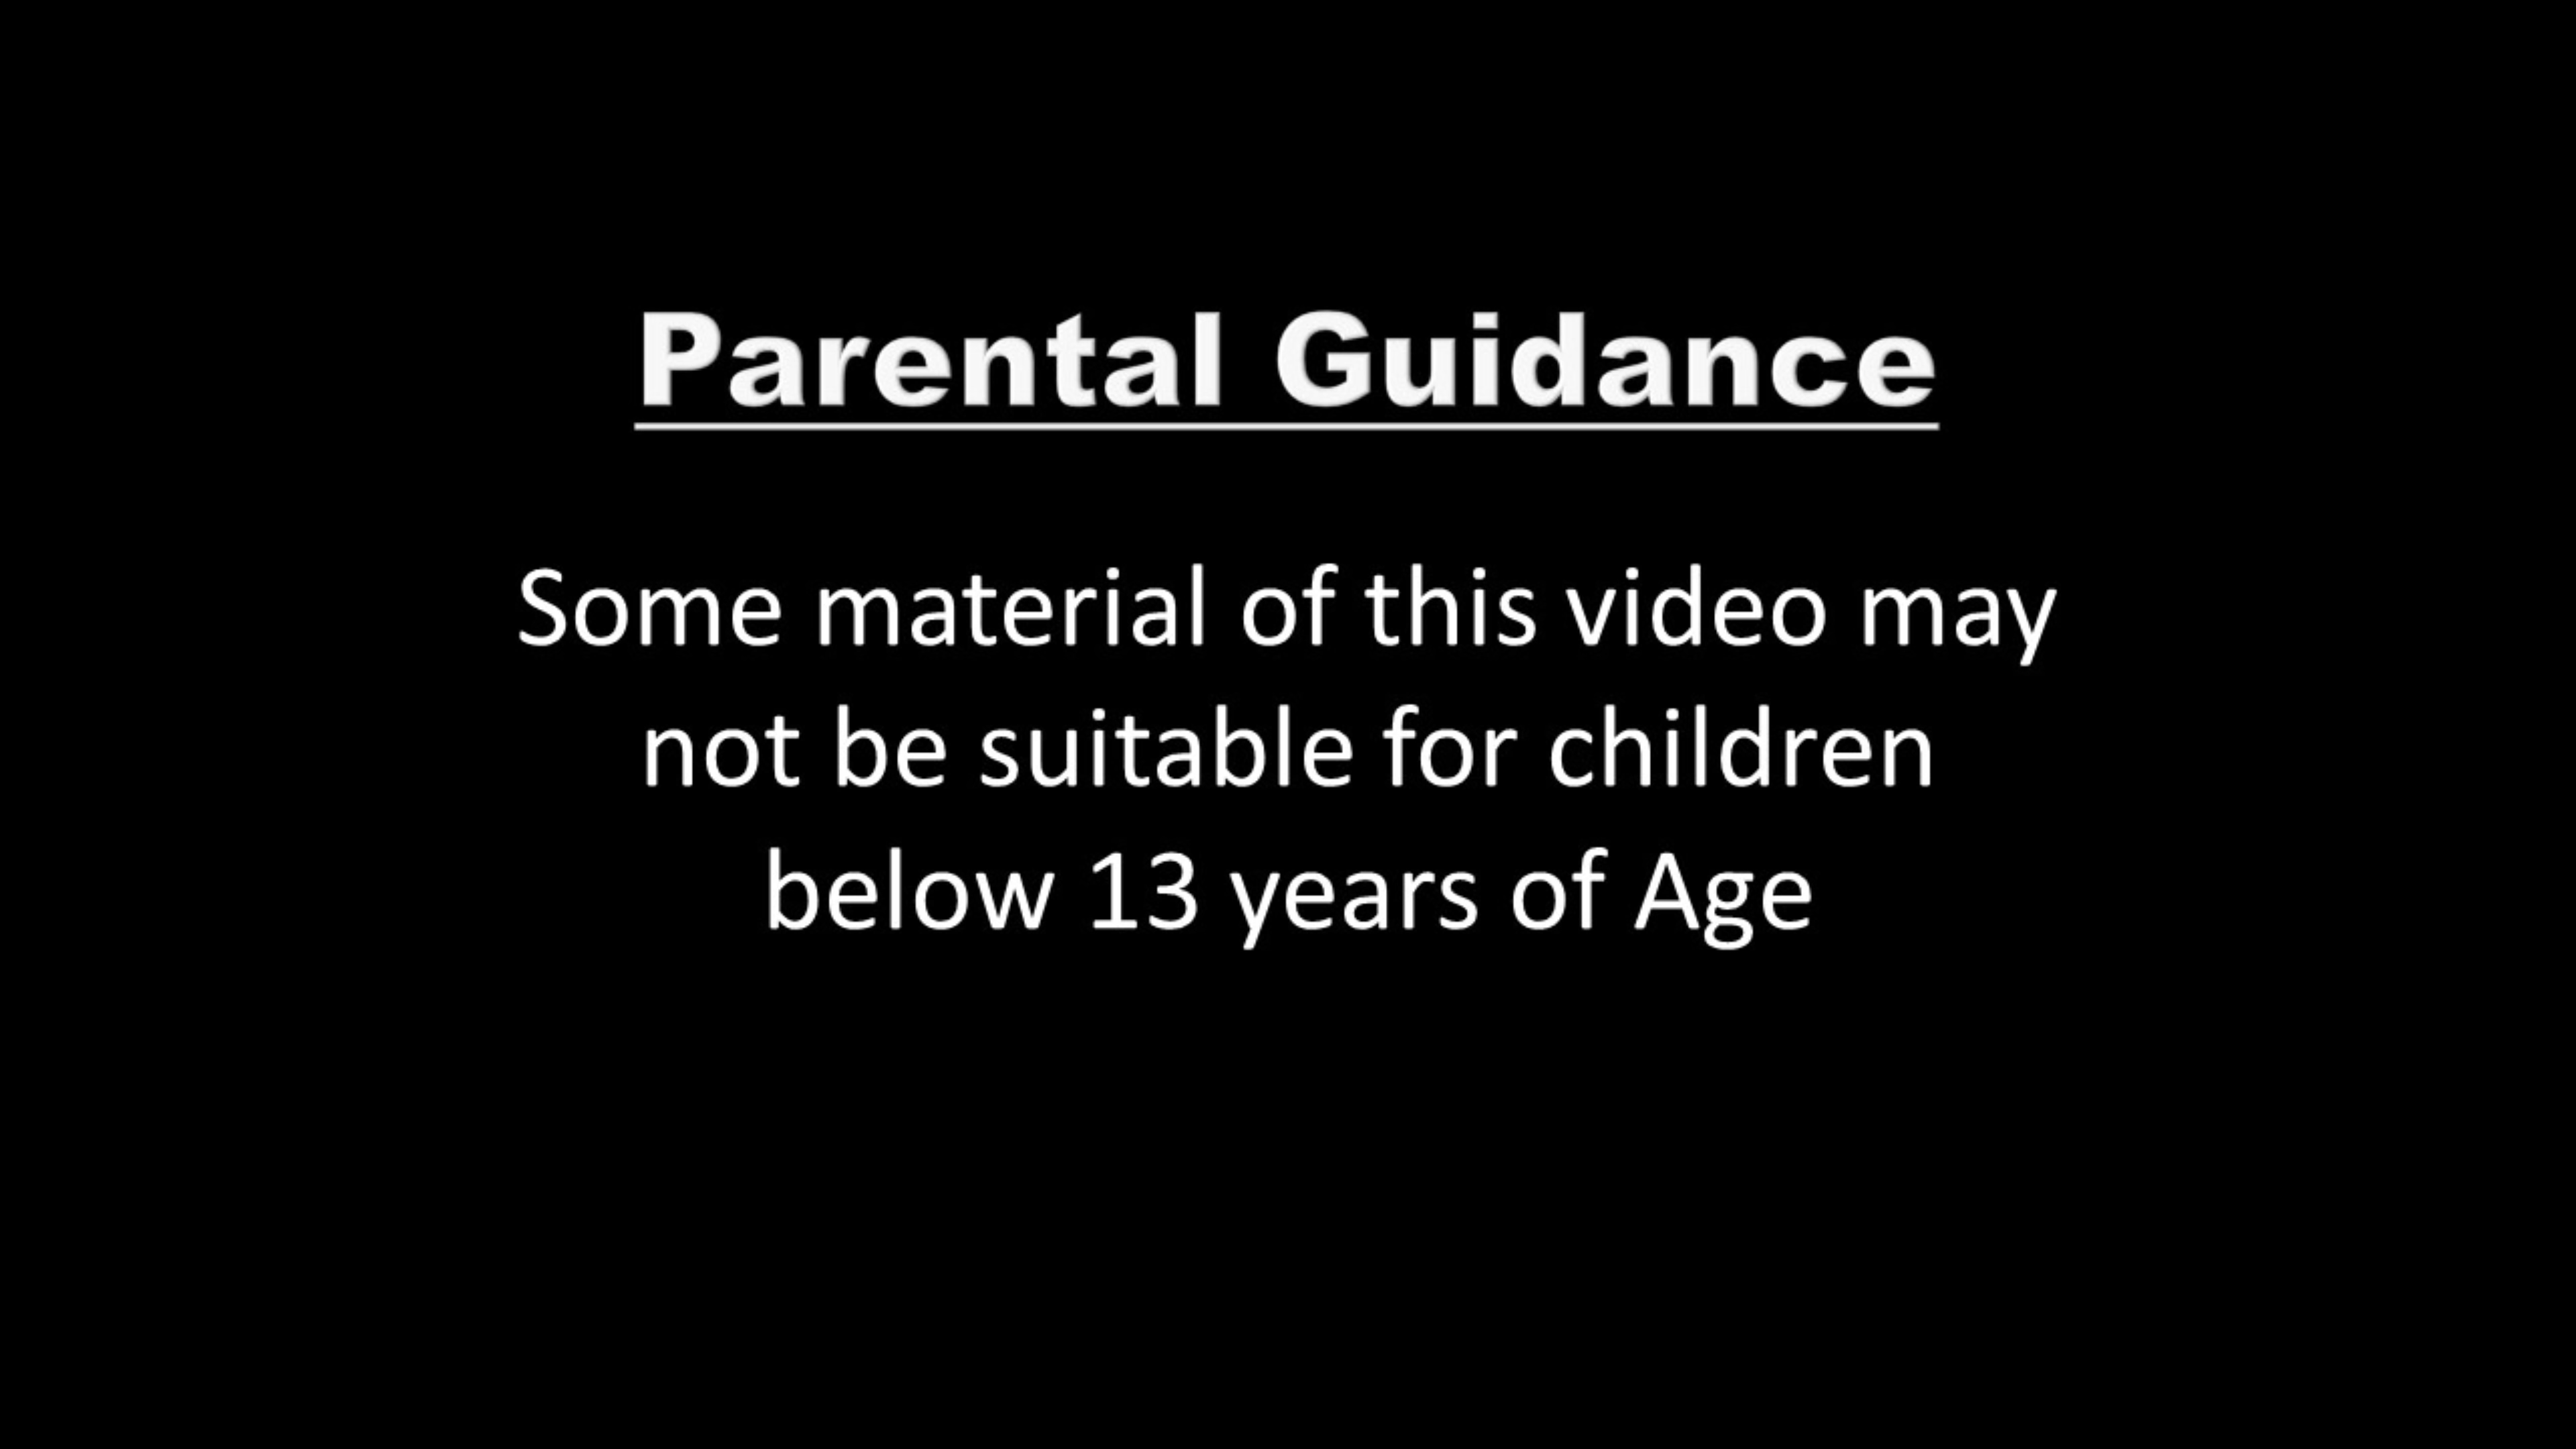 Parental Guidance
Some material of this video may
not be suitable for children
below 13 years of Age